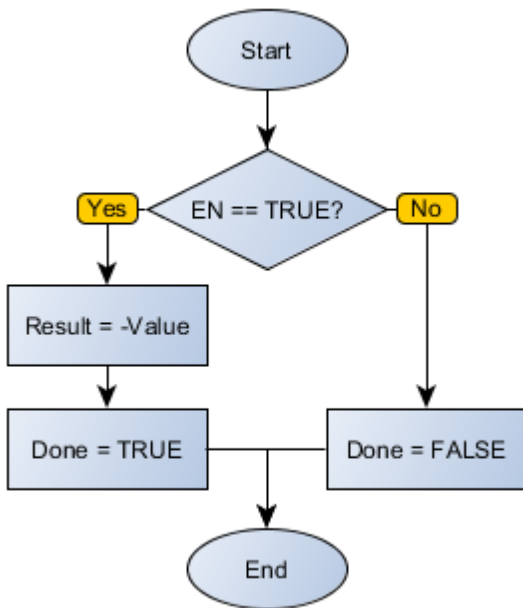 Start
Yes
EN == TRUE?
No
Result = -Value
Done = TRUE
Done = FALSE
End